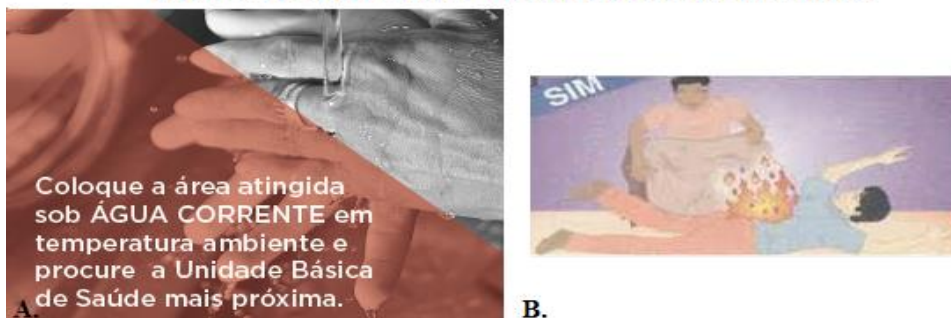 Coloque a área atingida
sob ÁGUA CORRENTE em
temperatura ambiente e
procure a Unidade Básica
de Saúde mais próxima.
A.
SIM
B.